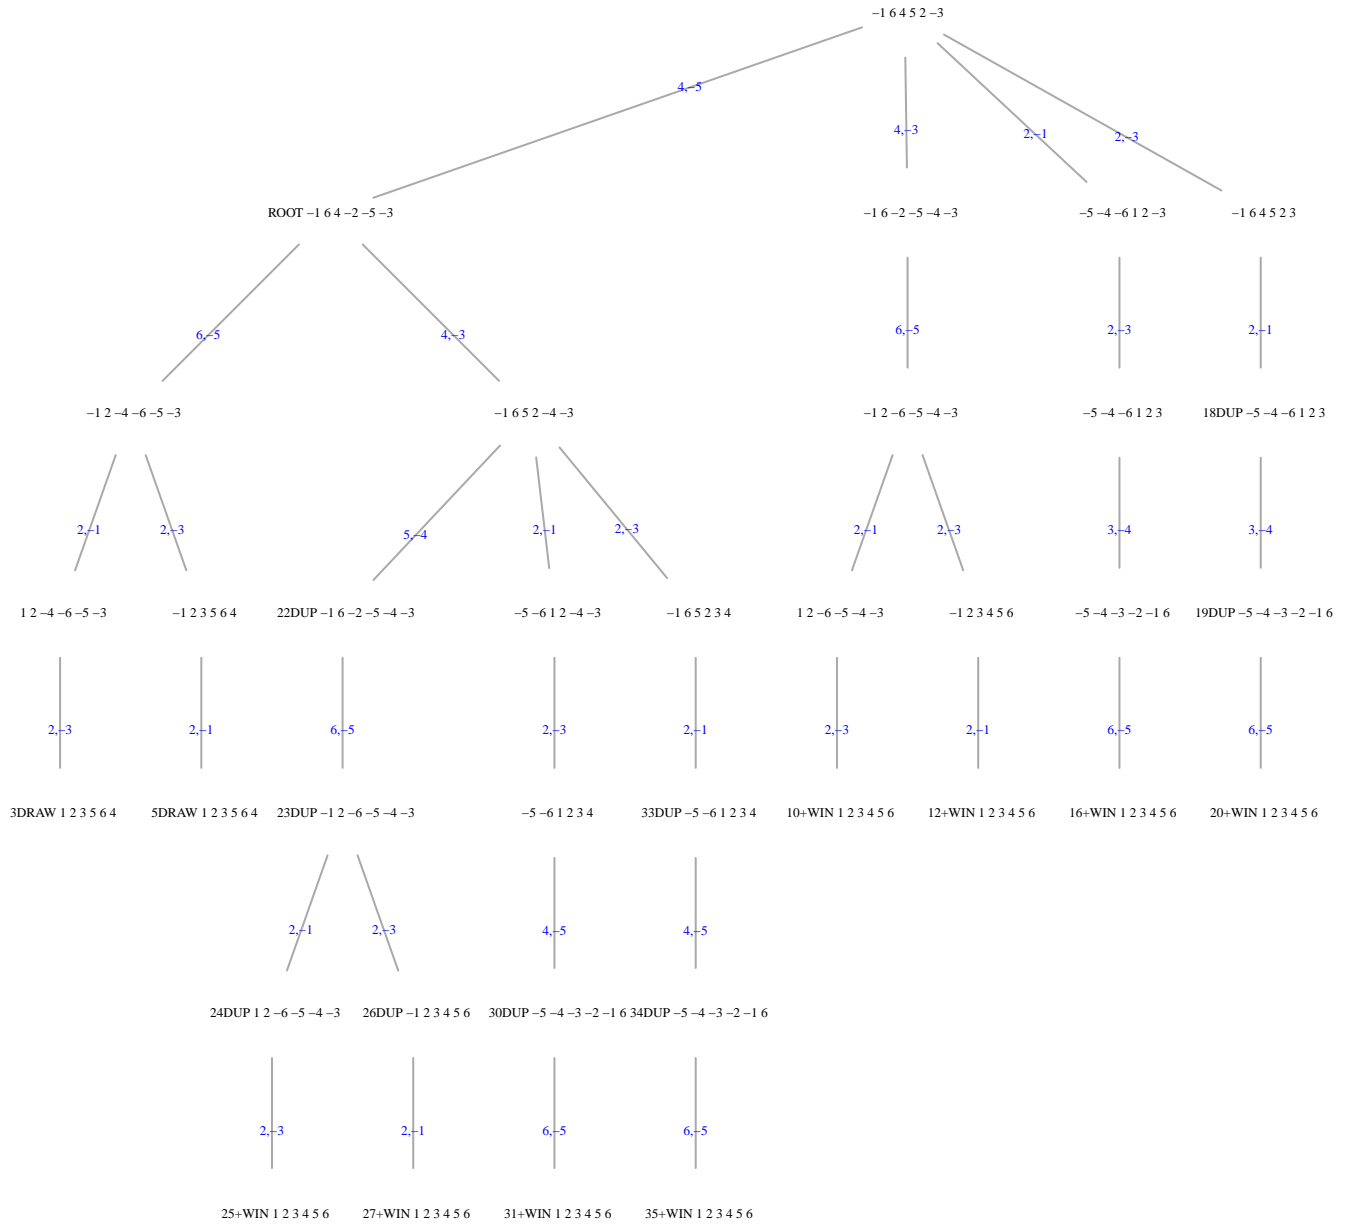 −1 6 4 5 2 −3
4,−5
4,−3
2,−1
2,−3
ROOT −1 6 4 −2 −5 −3
−1 6 −2 −5 −4 −3
−5 −4 −6 1 2 −3
−1 6 4 5 2 3
6,−5
4,−3
6,−5
2,−3
2,−1
−1 2 −4 −6 −5 −3
−1 6 5 2 −4 −3
−1 2 −6 −5 −4 −3
−5 −4 −6 1 2 3
18DUP −5 −4 −6 1 2 3
2,−1
2,−3
5,−4
2,−1
2,−3
2,−1
2,−3
3,−4
3,−4
1 2 −4 −6 −5 −3
−1 2 3 5 6 4
22DUP −1 6 −2 −5 −4 −3
−5 −6 1 2 −4 −3
−1 6 5 2 3 4
1 2 −6 −5 −4 −3
−1 2 3 4 5 6
−5 −4 −3 −2 −1 6
19DUP −5 −4 −3 −2 −1 6
2,−3
2,−1
6,−5
2,−3
2,−1
2,−3
2,−1
6,−5
6,−5
3DRAW 1 2 3 5 6 4
5DRAW 1 2 3 5 6 4
23DUP −1 2 −6 −5 −4 −3
−5 −6 1 2 3 4
33DUP −5 −6 1 2 3 4
10+WIN 1 2 3 4 5 6
12+WIN 1 2 3 4 5 6
16+WIN 1 2 3 4 5 6
20+WIN 1 2 3 4 5 6
2,−1
2,−3
4,−5
4,−5
24DUP 1 2 −6 −5 −4 −3
26DUP −1 2 3 4 5 6
30DUP −5 −4 −3 −2 −1 6
34DUP −5 −4 −3 −2 −1 6
2,−3
2,−1
6,−5
6,−5
25+WIN 1 2 3 4 5 6
27+WIN 1 2 3 4 5 6
31+WIN 1 2 3 4 5 6
35+WIN 1 2 3 4 5 6